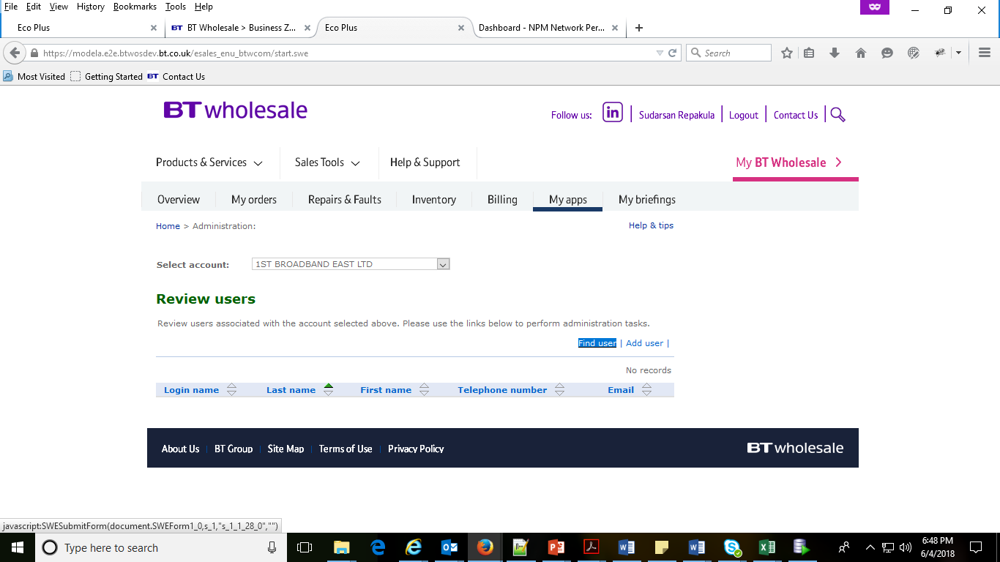 File Edit View History Bookmarks Tools Help
Eco Plus BT BT Wholesale > Business Z... Eco Plus Dashboard - NPM Network Per...
https://modela.e2e.btwosdev.bt.co.uk/esales_enu_btwcom/start.swe Search
Most Visited Getting Started BT Contact Us
BT wholesale
Follow us: in Sudarsan Repakula Logout Contact Us
Products & Services Sales Tools Help & Support My BT Wholesale
Overview My orders Repairs & Faults Inventory Billing My apps My briefings
Home > Administration: Help & tips
Select account: 1ST BROADBAND EAST LTD
Review users
Review users associated with the account selected above. Please use the links below to perform administration tasks.
Find user | Add user |
No records
Login name Last name First name Telephone number Email
About Us BT Group Site Map Terms of Use Privacy Policy BT wholesale
javascript:SWESubmitForm(document.SWEForm1_0,s_1,"s_1_1_28_0","")
Type here to search
6:48 PM
6/4/2018